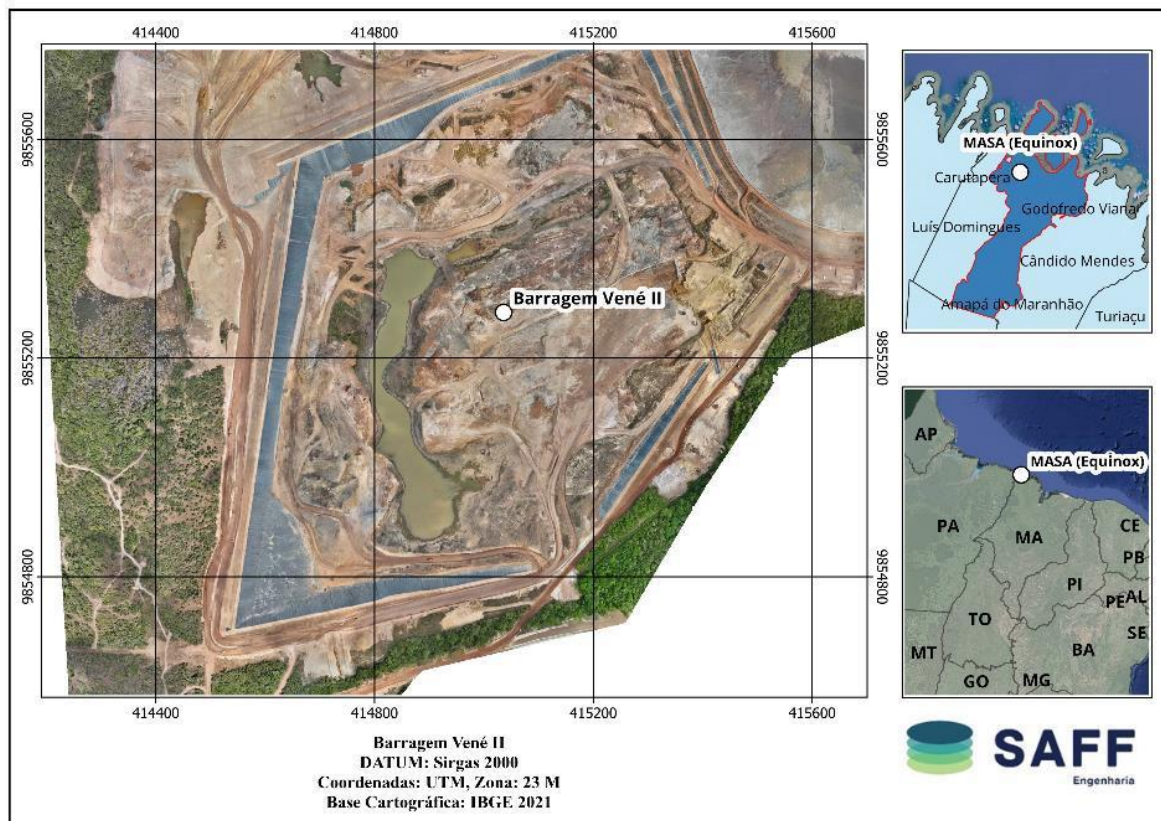 414400
414800
415200
415600
9855600
9855200
9854800
9855600
9855200
9854800
Barragem Vené II
414400
414800
415200
415600
Barragem Vené II
DATUM: Sirgas 2000
Coordenadas: UTM, Zona: 23 M
Base Cartográfica: IBGE 2021
MASA (Equinox)
Carutapera
Godofredo Viana
Luís Domingues
Cândido Mendes
Amapá do Maranhão
Turiaçu
AP
MASA (Equinox)
PA
MA
CE
PB
PI
PE
AL
TO
SE
MT
BA
GO
MG
SAFF
Engenharia